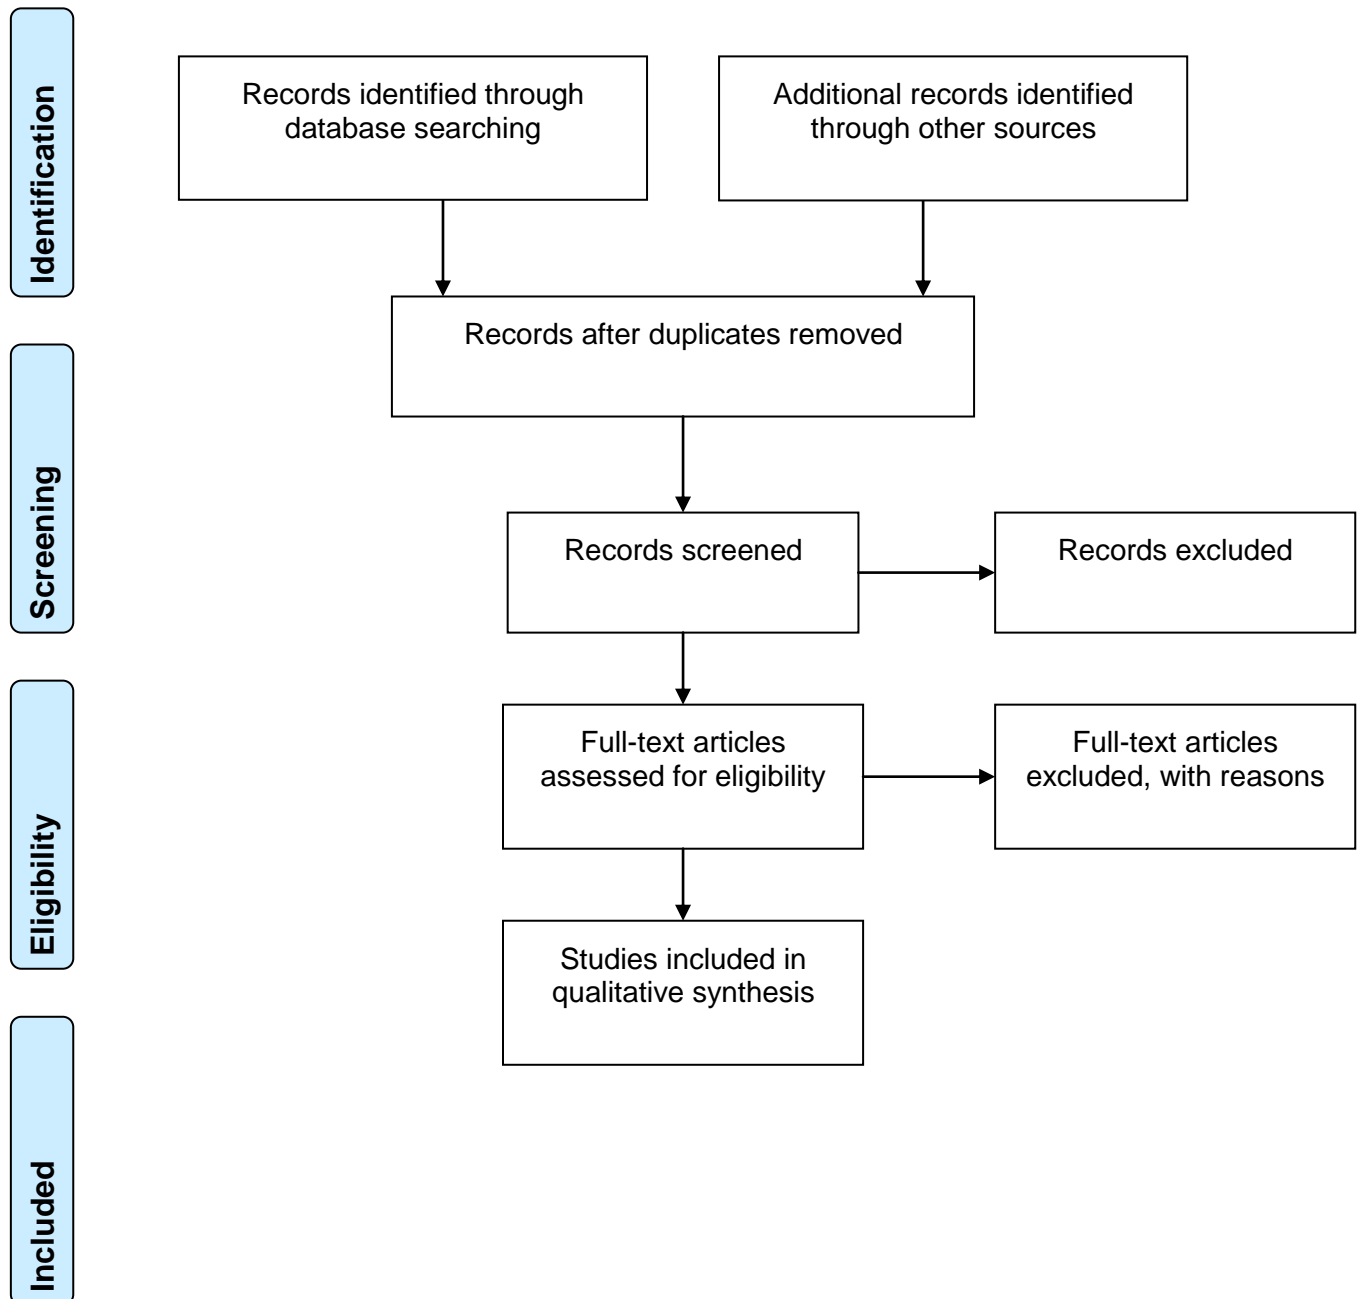 Identification
Records identified through
database searching
Additional records identified
through other sources
Records after duplicates removed
Screening
Records screened
Records excluded
Eligibility
Full-text articles
assessed for eligibility
Full-text articles
excluded, with reasons
Studies included in
qualitative synthesis
Included